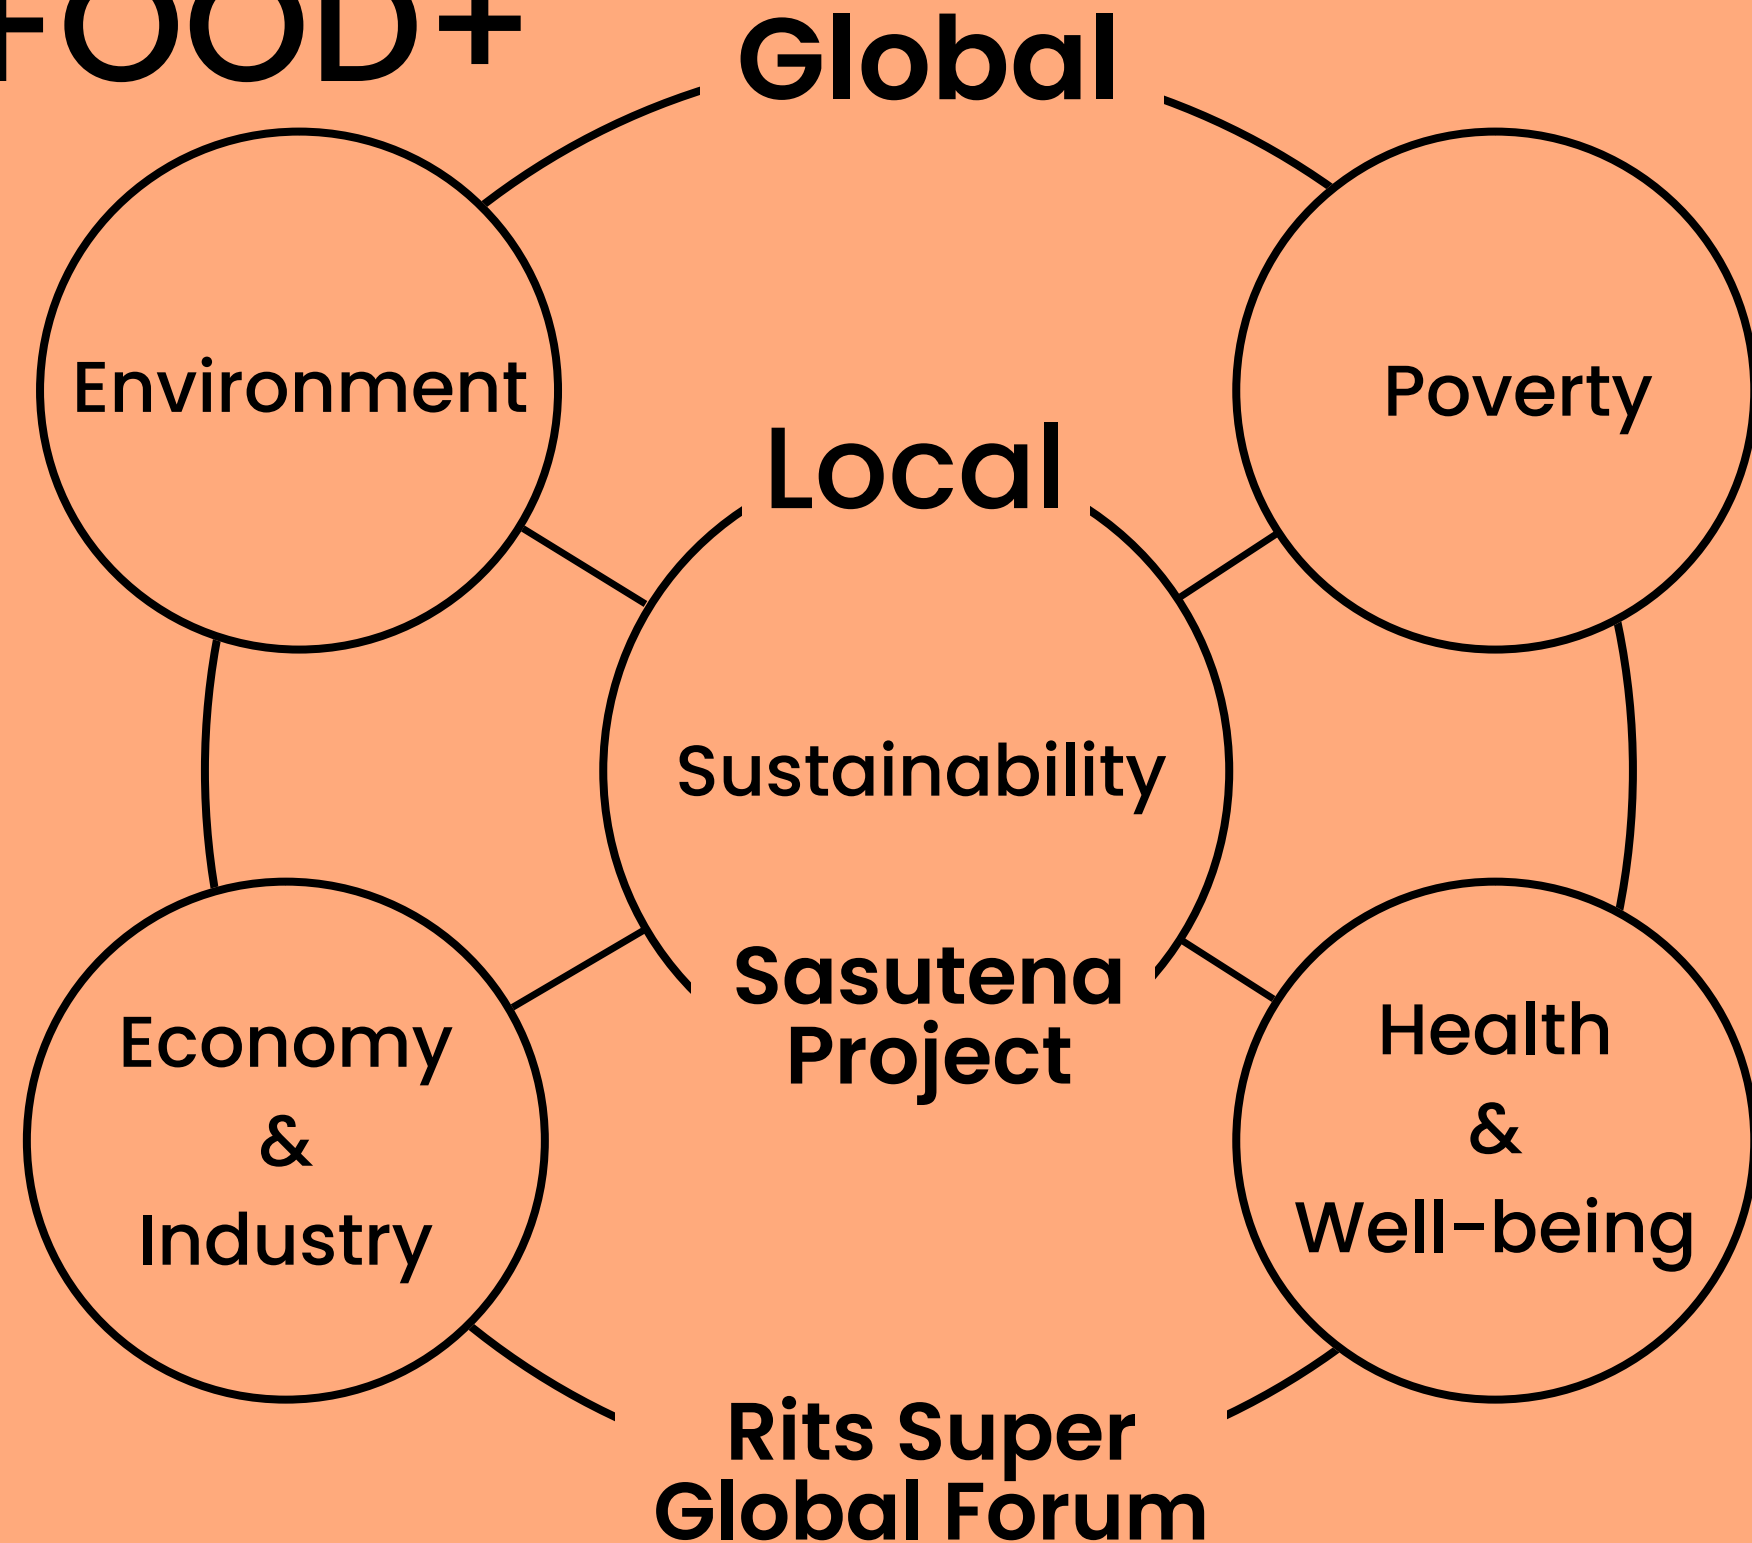 FOOD+
Global
Environment
Poverty
Local
Sustainability
Sasutena
Project
Economy
&
Industry
Health
&
Well-being
Rits Super
Global Forum